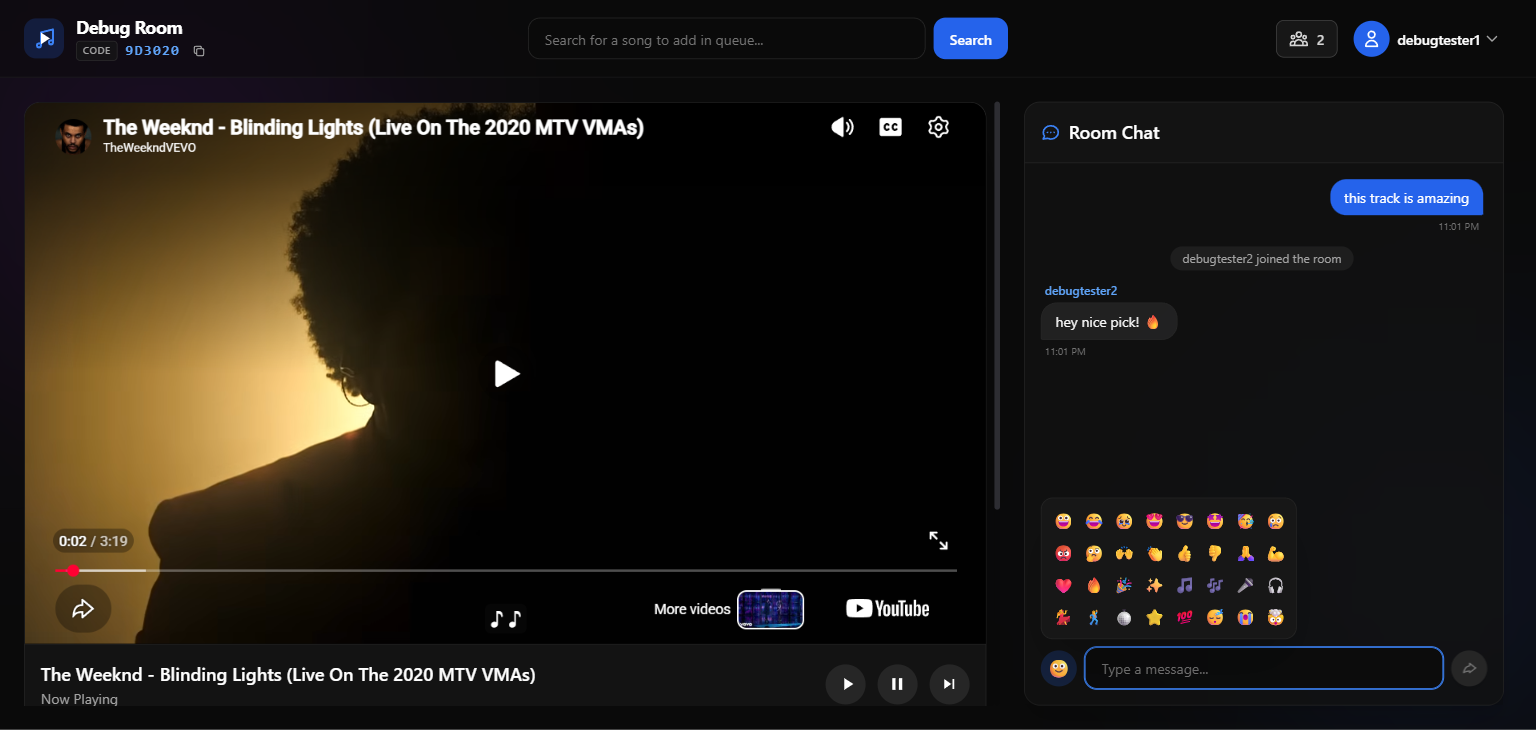 Debug Room
CODE 9D3020
Search for a song to add in queue...
Search
2
debugtester1
The Weeknd - Blinding Lights (Live On The 2020 MTV VMAs)
TheWeekndVEVO
CC
0:02 / 3:19
More videos
YouTube
The Weeknd - Blinding Lights (Live On The 2020 MTV VMAs)
Now Playing
Room Chat
this track is amazing
11:01 PM
debugtester2 joined the room
debugtester2
hey nice pick! 🔥
11:01 PM
💯
Type a message...